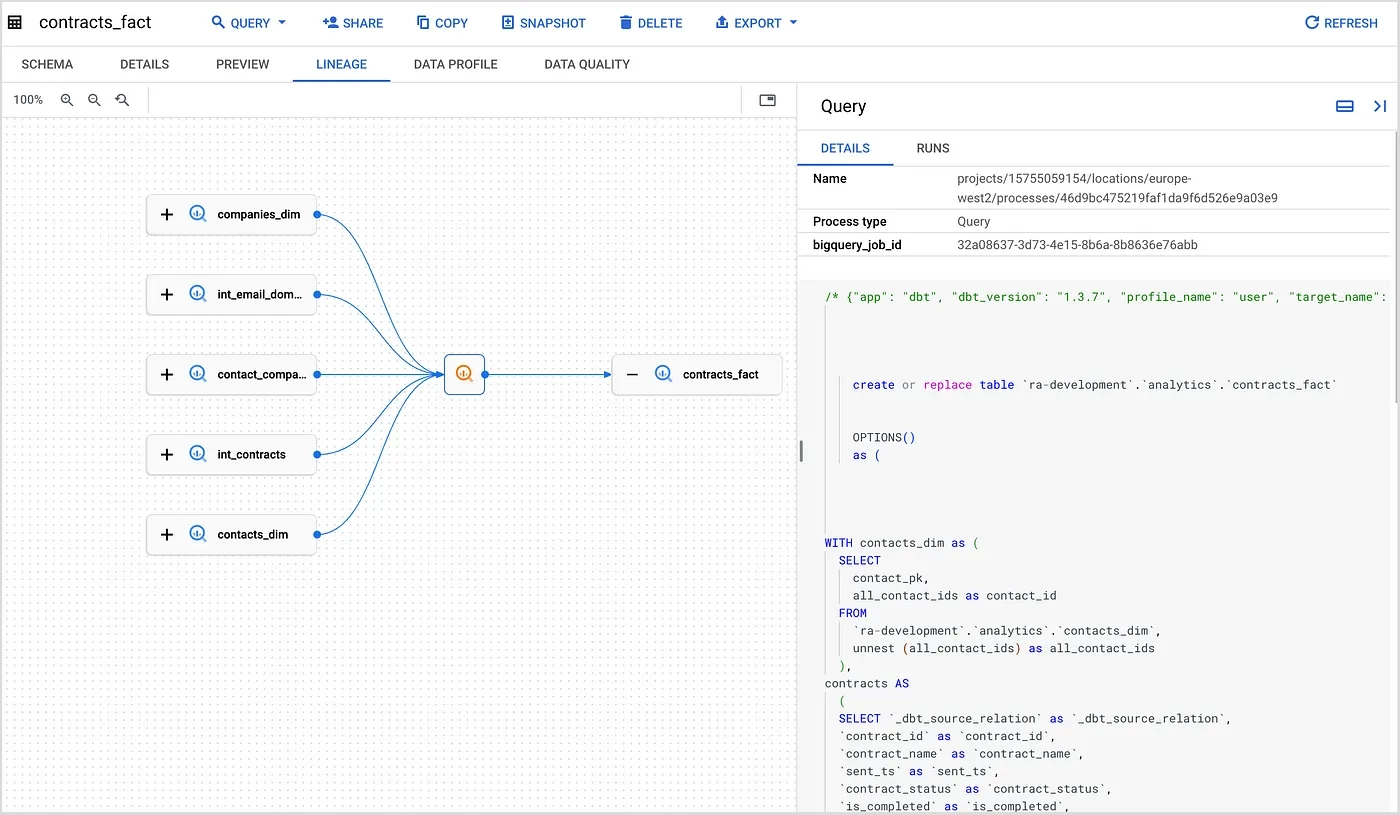 contracts_fact
QUERY
SHARE
COPY
SNAPSHOT
DELETE
EXPORT
REFRESH
SCHEMA
DETAILS
PREVIEW
LINEAGE
DATA PROFILE
DATA QUALITY
100%
companies_dim
int_email_dom...
contact_compa...
int_contracts
contacts_dim
contracts_fact
Query
DETAILS
RUNS
Name
projects/15755059154/locations/europe-
west2/processes/46d9bc475219faf1da9f6d526e9a03e9
Process type
Query
bigquery_job_id
32a08637-3d73-4e15-8b6a-8b8636e76abb
/* {"app": "dbt", "dbt_version": "1.3.7", "profile_name": "user", "target_name":
create or replace table `ra-development`.`analytics`.`contracts_fact`
OPTIONS()
as (
WITH contacts_dim as (
SELECT
contact_pk,
all_contact_ids as contact_id
FROM
`ra-development`.`analytics`.`contacts_dim`,
unnest (all_contact_ids) as all_contact_ids
),
contracts AS
(
SELECT `_dbt_source_relation` as `_dbt_source_relation`,
`contract_id` as `contract_id`,
`contract_name` as `contract_name`,
`sent_ts` as `sent_ts`,
`contract_status` as `contract_status`,
`is_completed` as `is_completed`,